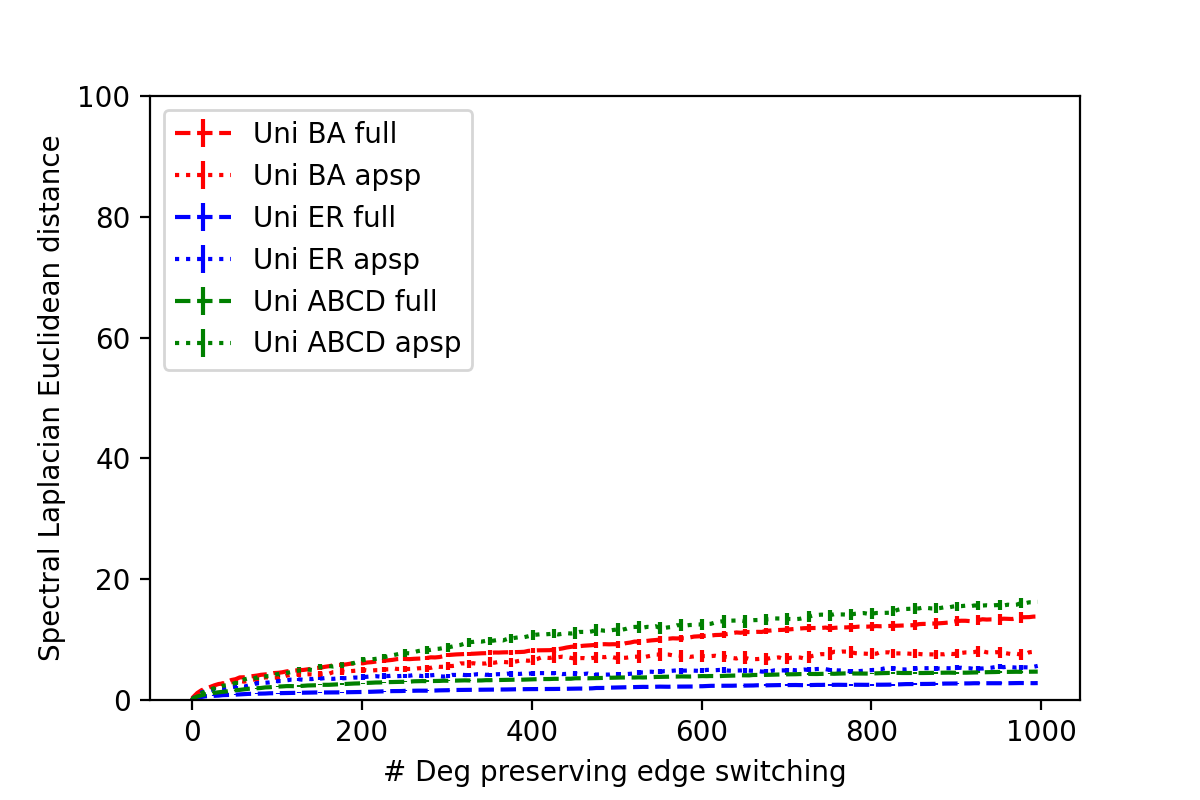 100
80
60
40
20
0
Spectral Laplacian Euclidean distance
Uni BA full
Uni BA apsp
Uni ER full
Uni ER apsp
Uni ABCD full
Uni ABCD apsp
0 200 400 600 800 1000
# Deg preserving edge switching